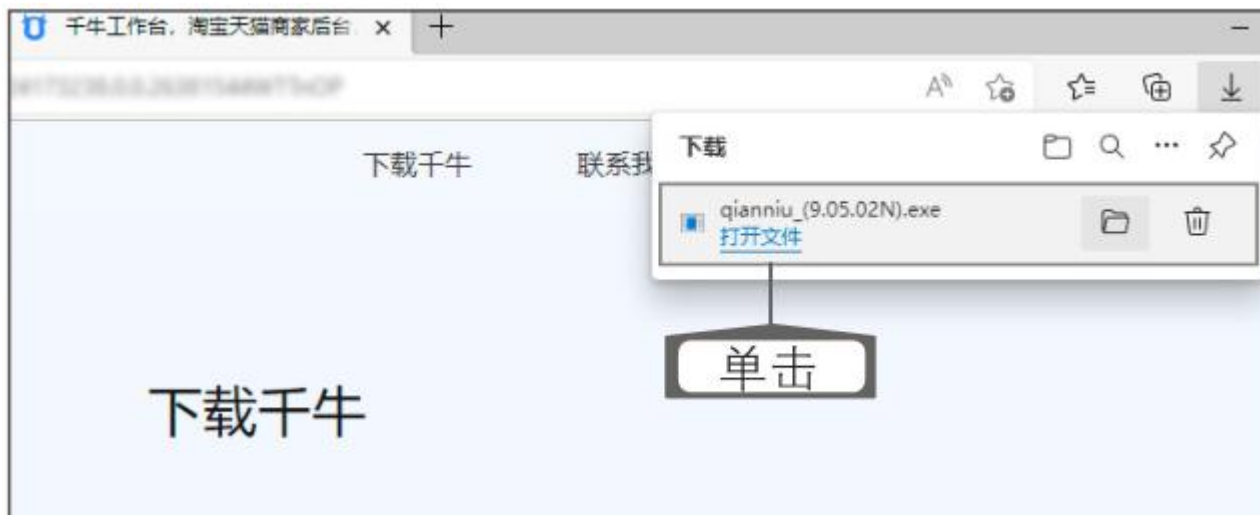 千牛工作台，淘宝天猫商家后台
下载千牛
联系我
下载
qianniu_(9.05.02N).exe
打开文件
单击
下载千牛